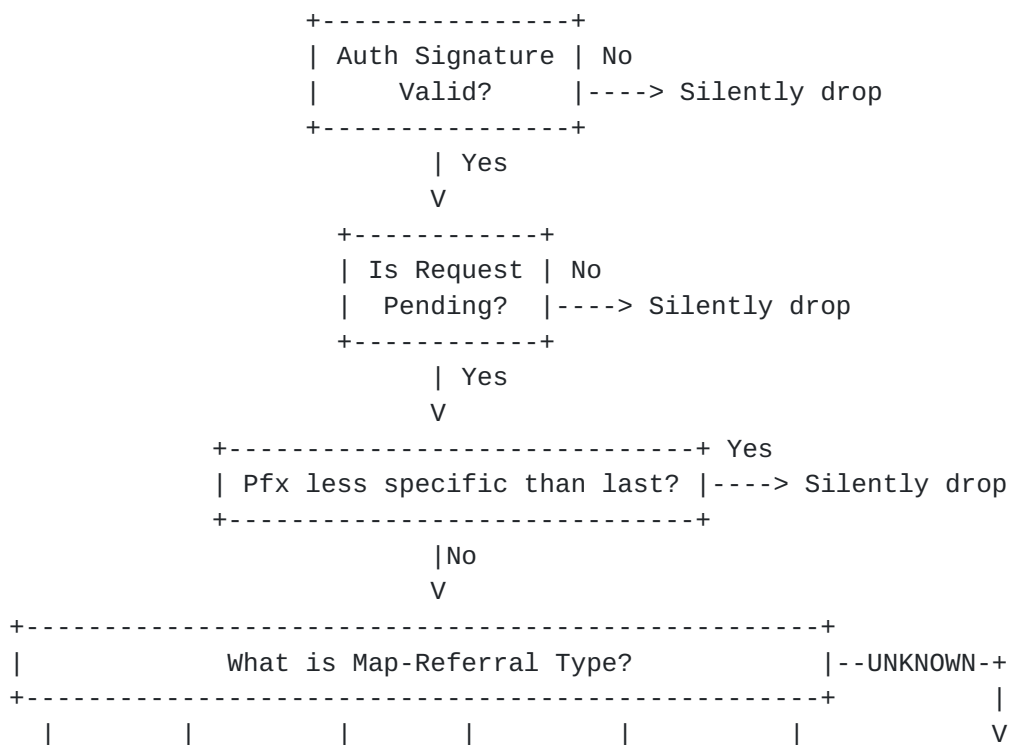 +----------------+
| Auth Signature | No
|     Valid?     |----> Silently drop
+----------------+
        | Yes
        V
  +------------+
  | Is Request | No
  |  Pending?  |----> Silently drop
  +------------+
        | Yes
        V
+------------------------------+ Yes
| Pfx less specific than last? |----> Silently drop
+------------------------------+
              |No
              V
+---------------------------------------------------+
|             What is Map-Referral Type?            |--UNKNOWN-+
+---------------------------------------------------+          |
  |        |         |       |         |          |            V